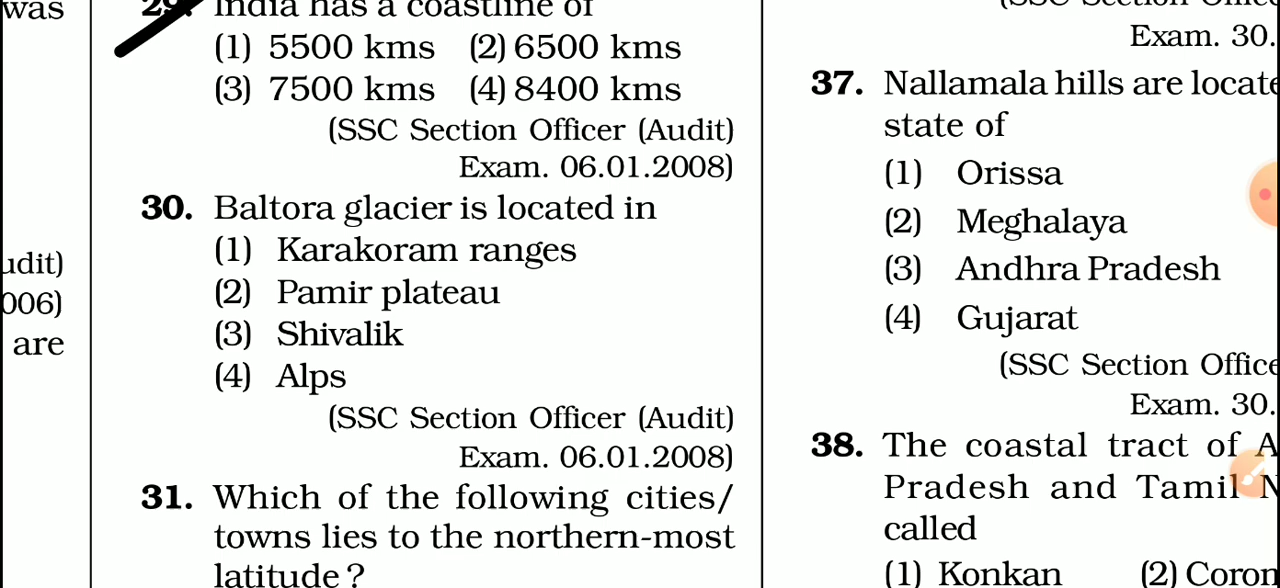 was
udit)
006)
are
29. India has a coastline of
(1) 5500 kms (2) 6500 kms
(3) 7500 kms (4) 8400 kms
(SSC Section Officer (Audit)
Exam. 06.01.2008)
30. Baltora glacier is located in
(1) Karakoram ranges
(2) Pamir plateau
(3) Shivalik
(4) Alps
(SSC Section Officer (Audit)
Exam. 06.01.2008)
31. Which of the following cities/
towns lies to the northern-most
latitude ?
(SSC Section Office
Exam. 30.
37. Nallamala hills are locate
state of
(1) Orissa
(2) Meghalaya
(3) Andhra Pradesh
(4) Gujarat
(SSC Section Office
Exam. 30.
38. The coastal tract of A
Pradesh and Tamil N
called
(1) Konkan (2) Coron